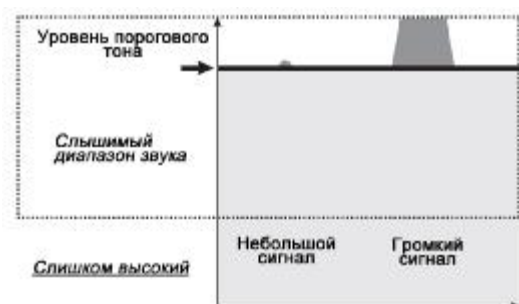 Уровень порогового
тона
Слышимый
диапазон звука
Небольшой
сигнал
Громкий
сигнал
Слишком высокий